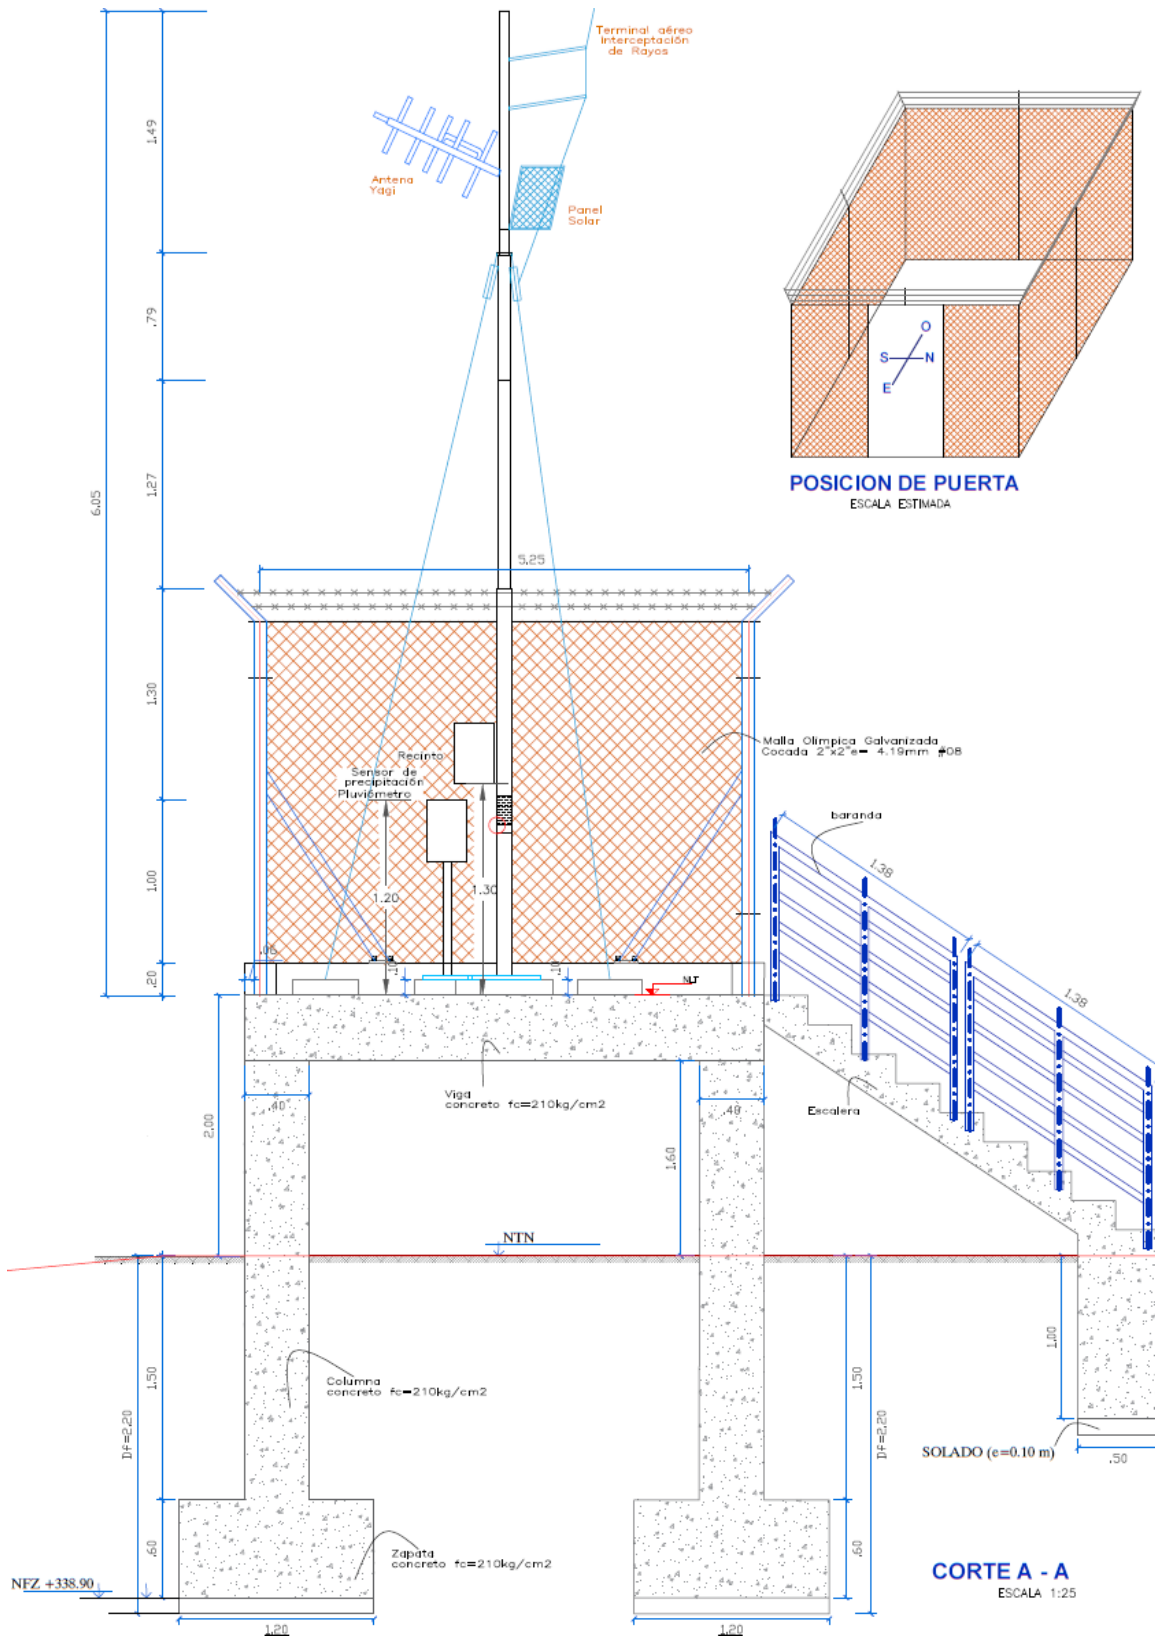 Terminal aéreo
Interceptación
de Rayos
Antena
Yagi
Panel
Solar
1.49
.79
1.27
6.05
1.30
1.00
.20
O
S
N
E
POSICION DE PUERTA
ESCALA ESTIMADA
5.25
Recinto
Sensor de
precipitación
Pluviómetro
Malla Olímpica Galvanizada
Cocada 2"x2"e= 4.19mm #08
baranda
1.38
1.38
1.20
1.30
.06
.10
.10
NLT
Viga
concreto fc=210kg/cm2
Escalera
.40
.40
2.00
1.60
NTN
1.00
Columna
concreto fc=210kg/cm2
1.50
1.50
Df=2.20
Df=2.20
SOLADO (e=0.10 m)
.50
Zapata
concreto fc=210kg/cm2
.60
.60
NFZ +338.90
1.20
1.20
CORTE A - A
ESCALA 1:25